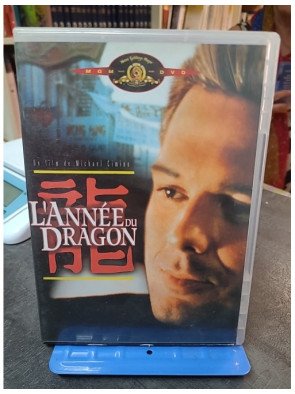 MGM DVD
Un film de Michael Cimino
龍
L'ANNÉE DU
DRAGON